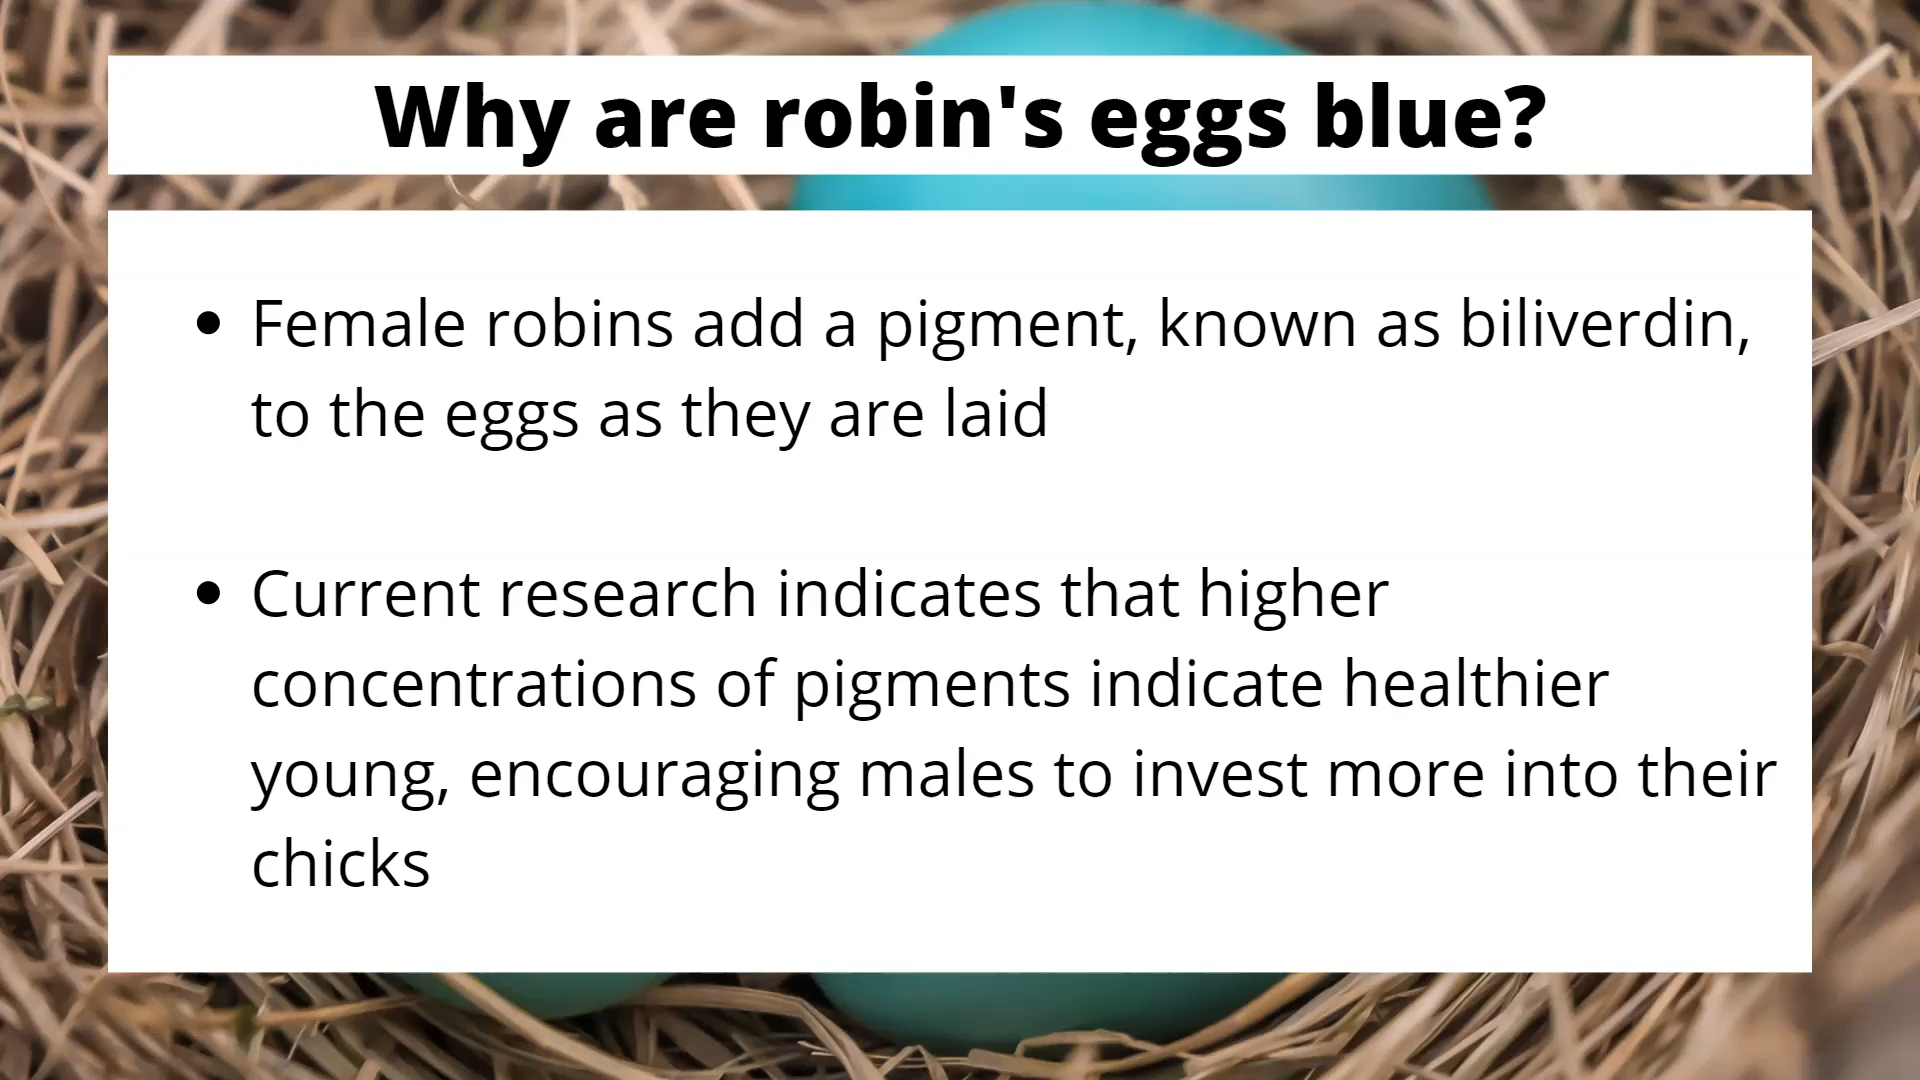 Why are robin's eggs blue?
• Female robins add a pigment, known as biliverdin,
to the eggs as they are laid
• Current research indicates that higher
concentrations of pigments indicate healthier
young, encouraging males to invest more into their
chicks